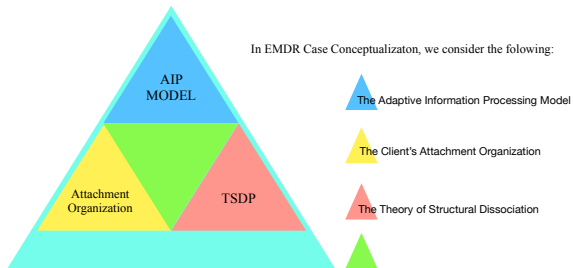 In EMDR Case Conceptualizaton, we consider the folowing:
AIP
MODEL
The Adaptive Information Processing Model
The Client's Attachment Organization
Attachment
Organization
TSDP
The Theory of Structural Dissociation